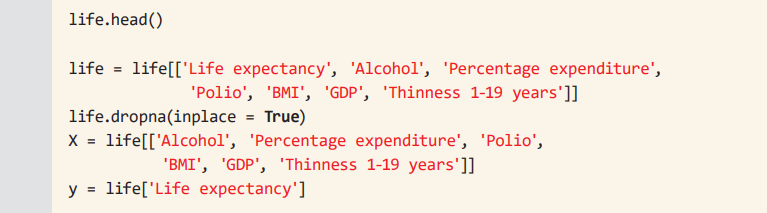 life.head()
life = life[['Life expectancy', 'Alcohol', 'Percentage expenditure',
'Polio', 'BMI', 'GDP', 'Thinness 1-19 years']]
life.dropna(inplace = True)
X = life[['Alcohol', 'Percentage expenditure', 'Polio',
'BMI', 'GDP', 'Thinness 1-19 years']]
y = life['Life expectancy']